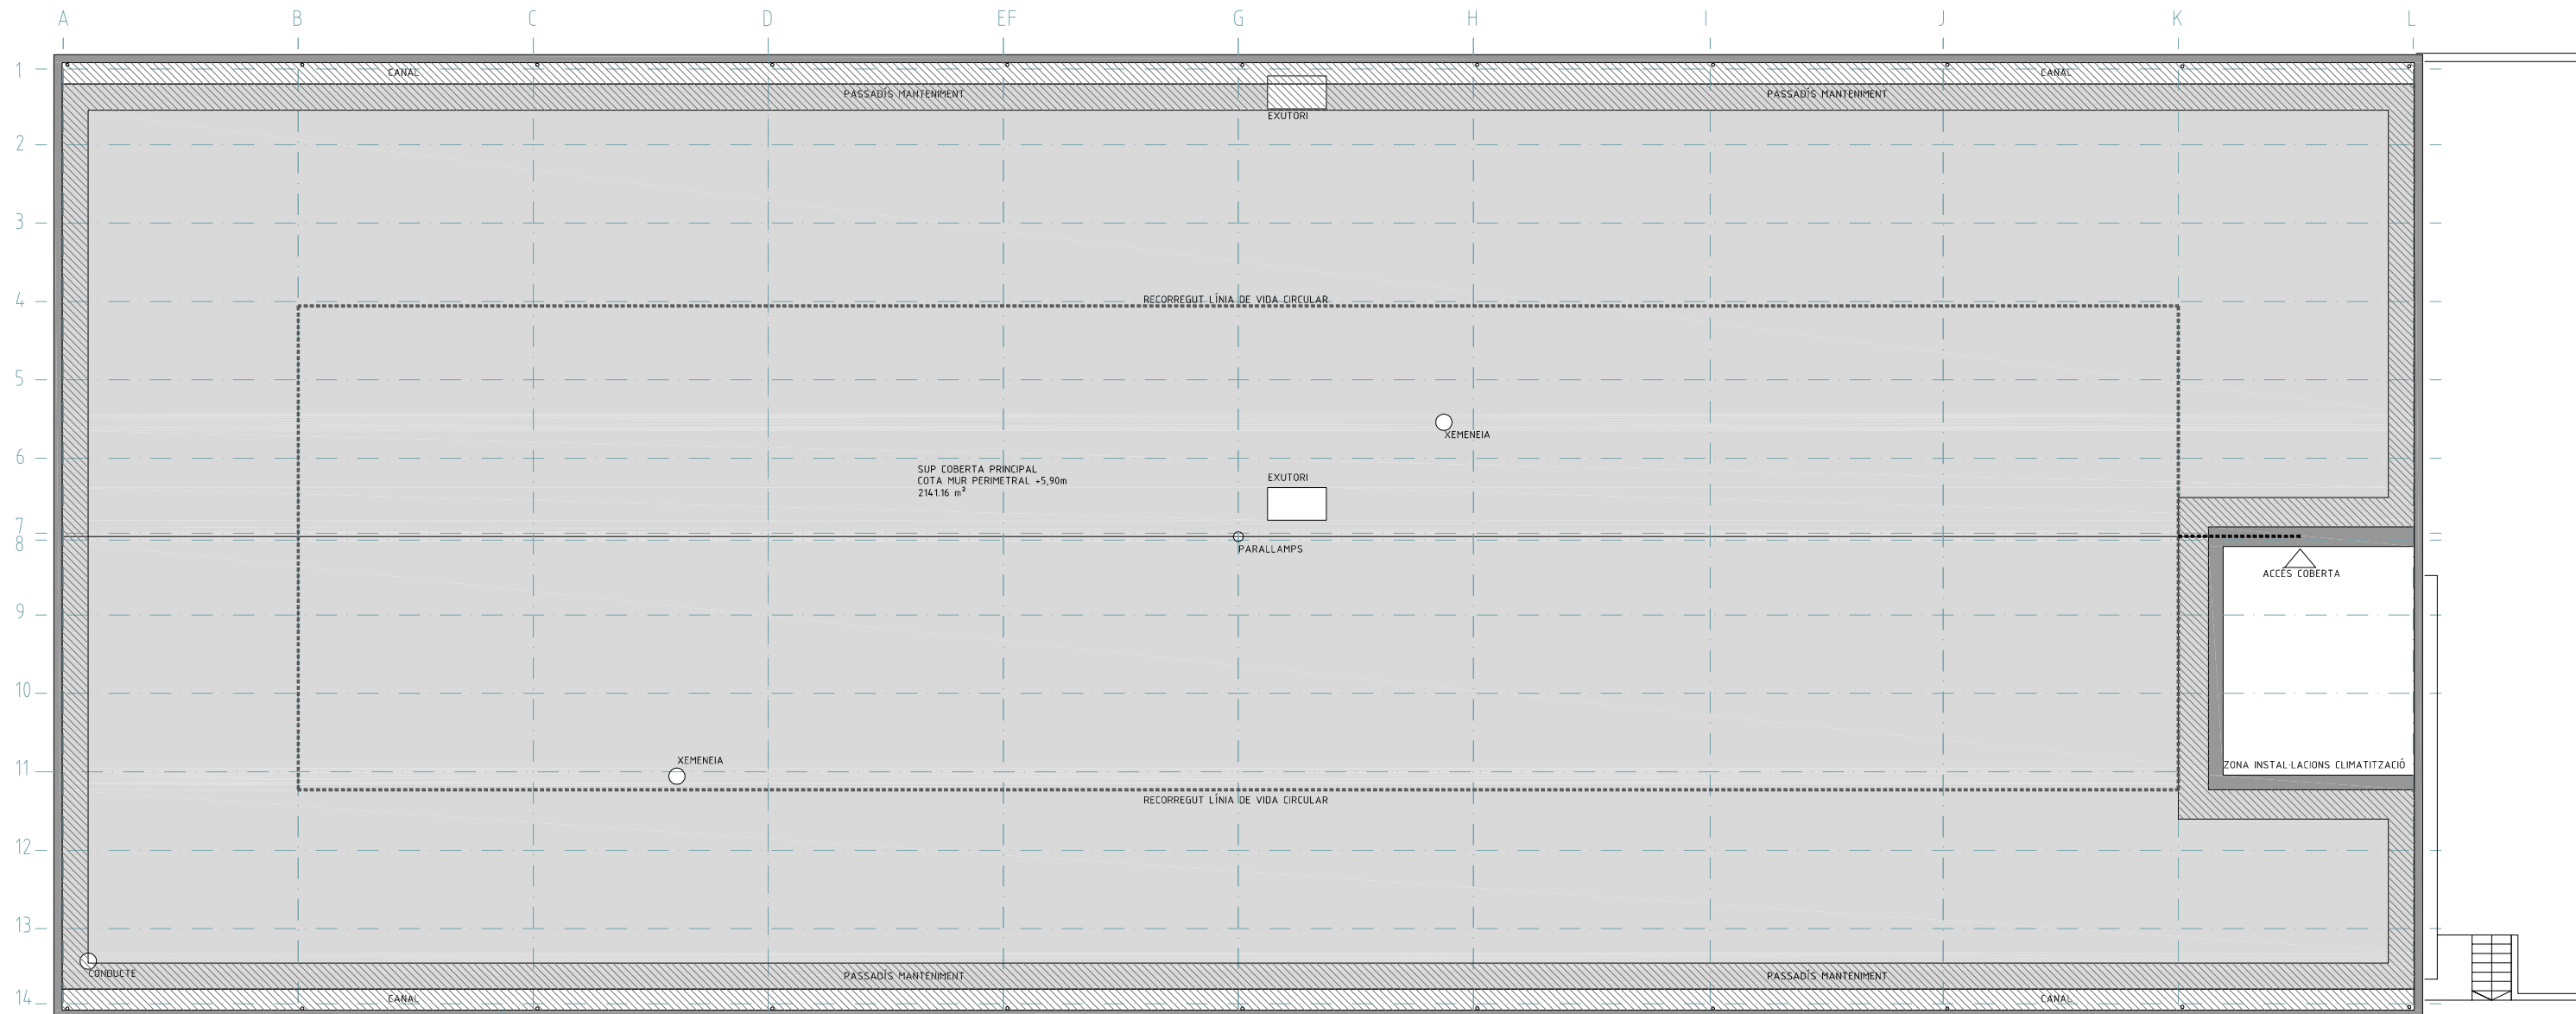 A B C D EF G H I J K L
1
CANAL CANAL
PASSADÍS MANTENIMENT PASSADÍS MANTENIMENT
EXUTORI
2
3
4
RECORREGUT LÍNIA DE VIDA CIRCULAR
5
XEMENEIA
6
SUP COBERTA PRINCIPAL
COTA MUR PERIMETRAL +5,90m
2141.16 m²
EXUTORI
7
8
PARALLAMPS
ACCÉS COBERTA
9
10
XEMENEIA
ZONA INSTAL·LACIONS CLIMATITZACIÓ
11
RECORREGUT LÍNIA DE VIDA CIRCULAR
12
13
CONDUCTE
PASSADÍS MANTENIMENT PASSADÍS MANTENIMENT
14
CANAL CANAL